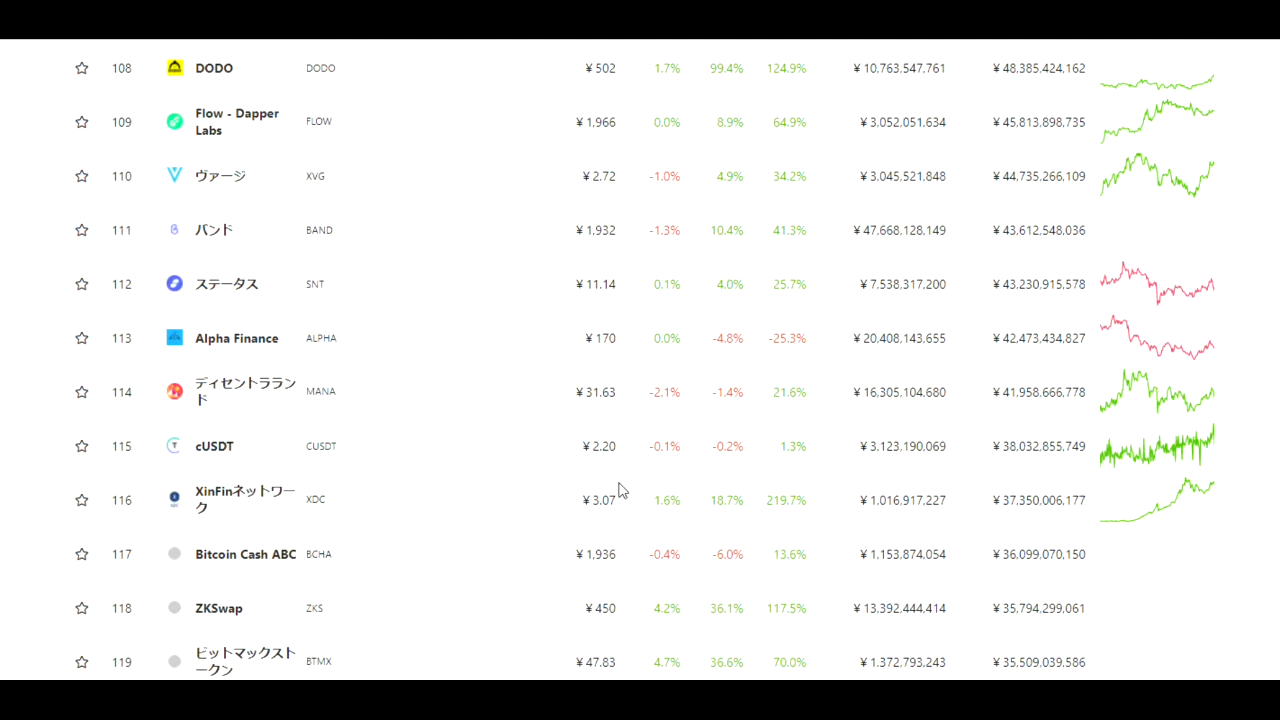 108 DODO DODO ¥ 502 1.7% 99.4% 124.9% ¥ 10.763.547,761 ¥ 48.385.424,162
109 Flow - Dapper Labs FLOW ¥ 1,966 0.0% 8.9% 64.9% ¥ 3.052.051.634 ¥ 45.813.898,735
110 ヴァージ XVG ¥ 2.72 -1.0% 4.9% 34.2% ¥ 3.045.521,848 ¥ 44,735.266,109
111 バンド BAND ¥ 1,932 -1.3% 10.4% 41.3% ¥ 47.668.128,149 ¥ 43.612.548,036
112 ステータス SNT ¥ 11.14 0.1% 4.0% 25.7% ¥ 7.538.317.200 ¥ 43.230.915.578
113 Alpha Finance ALPHA ¥ 170 0.0% -4.8% -25.3% ¥ 20.408.143.655 ¥ 42.473.434,827
114 ディセントラランド MANA ¥ 31.63 -2.1% -1.4% 21.6% ¥ 16.305.104.680 ¥ 41.958.666,778
115 cUSDT CUSDT ¥ 2.20 -0.1% -0.2% 1.3% ¥ 3.123.190.069 ¥ 38.032.855,749
116 XinFinネットワーク XDC ¥ 3.07 1.6% 18.7% 219.7% ¥ 1.016.917,227 ¥ 37,350.006,177
117 Bitcoin Cash ABC BCHA ¥ 1,936 -0.4% -6.0% 13.6% ¥ 1.153.874.054 ¥ 36.099.070,150
118 ZKSwap ZKS ¥ 450 4.2% 36.1% 117.5% ¥ 13.392.444,414 ¥ 35.794.299,061
119 ビットマックストークン BTMX ¥ 47.83 4.7% 36.6% 70.0% ¥ 1.372.793,243 ¥ 35.509.039.586